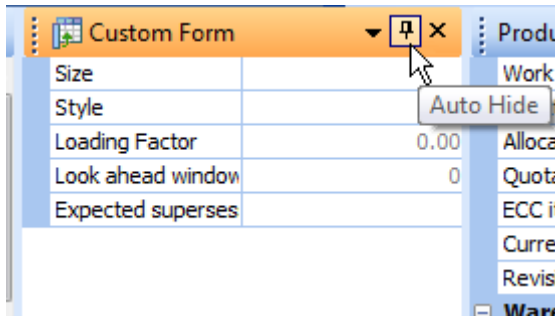 Custom Form
Size
Style
Loading Factor 0.00
Look ahead window 0
Expected superses
Auto Hide
Produ
Work
Alloca
Quota
ECC i
Curre
Revis
Ware